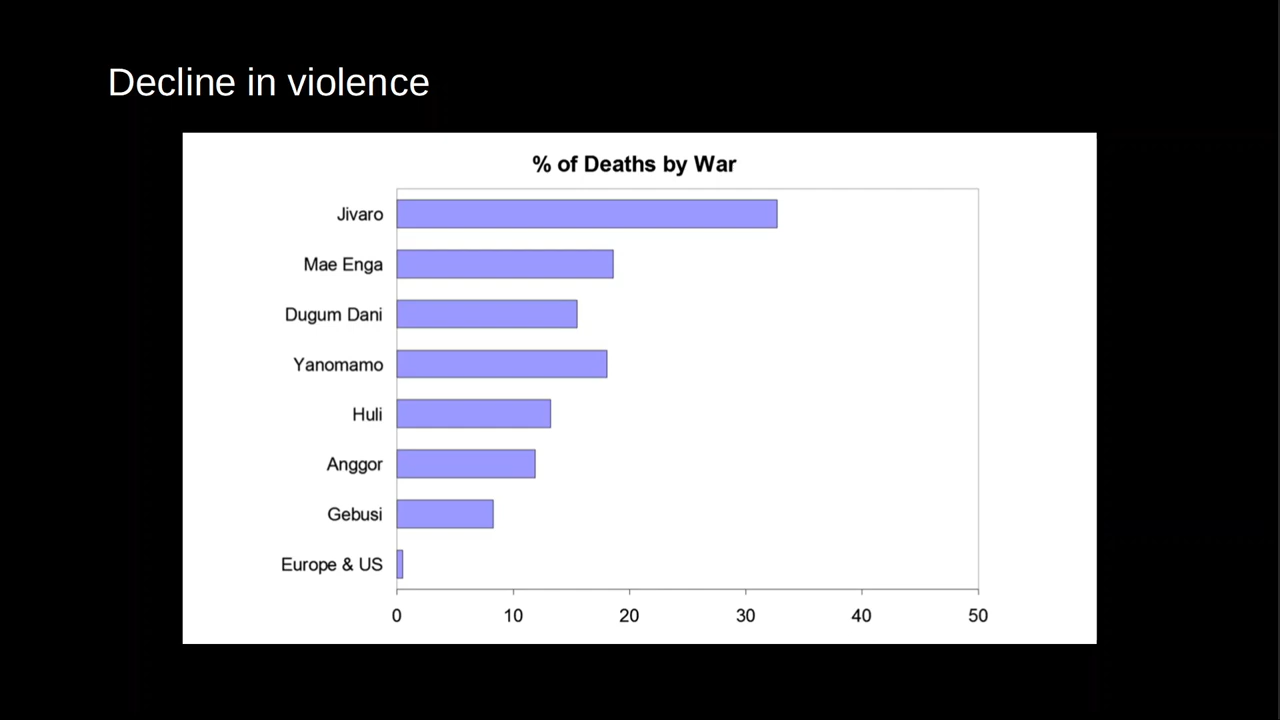 Decline in violence
% of Deaths by War
Jivaro
Mae Enga
Dugum Dani
Yanomamo
Huli
Anggor
Gebusi
Europe & US
0 10 20 30 40 50